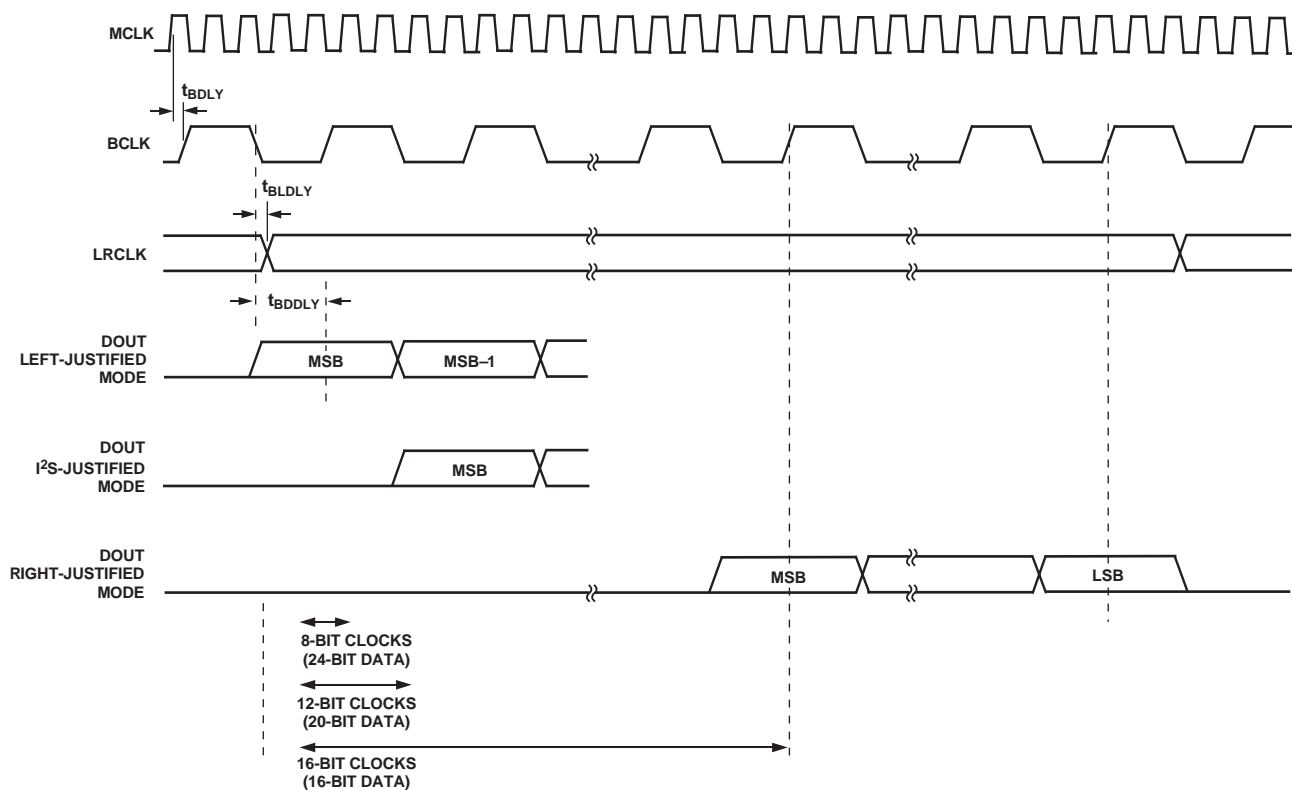 MCLK
tBDLY
BCLK
tBLDLY
LRCLK
tBDDLY
DOUT
LEFT-JUSTIFIED
MODE
MSB
MSB–1
DOUT
I²S-JUSTIFIED
MODE
MSB
DOUT
RIGHT-JUSTIFIED
MODE
MSB
LSB
8-BIT CLOCKS
(24-BIT DATA)
12-BIT CLOCKS
(20-BIT DATA)
16-BIT CLOCKS
(16-BIT DATA)